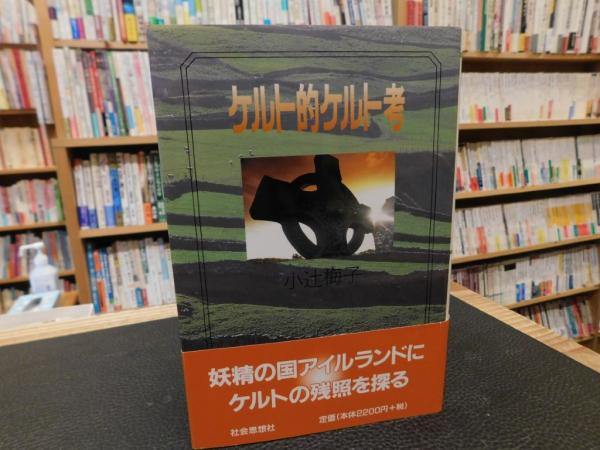 ケルト的ケルト考
小辻梅子
妖精の国アイルランドに
ケルトの残照を探る
社会思想社
定価(本体2200円+税)